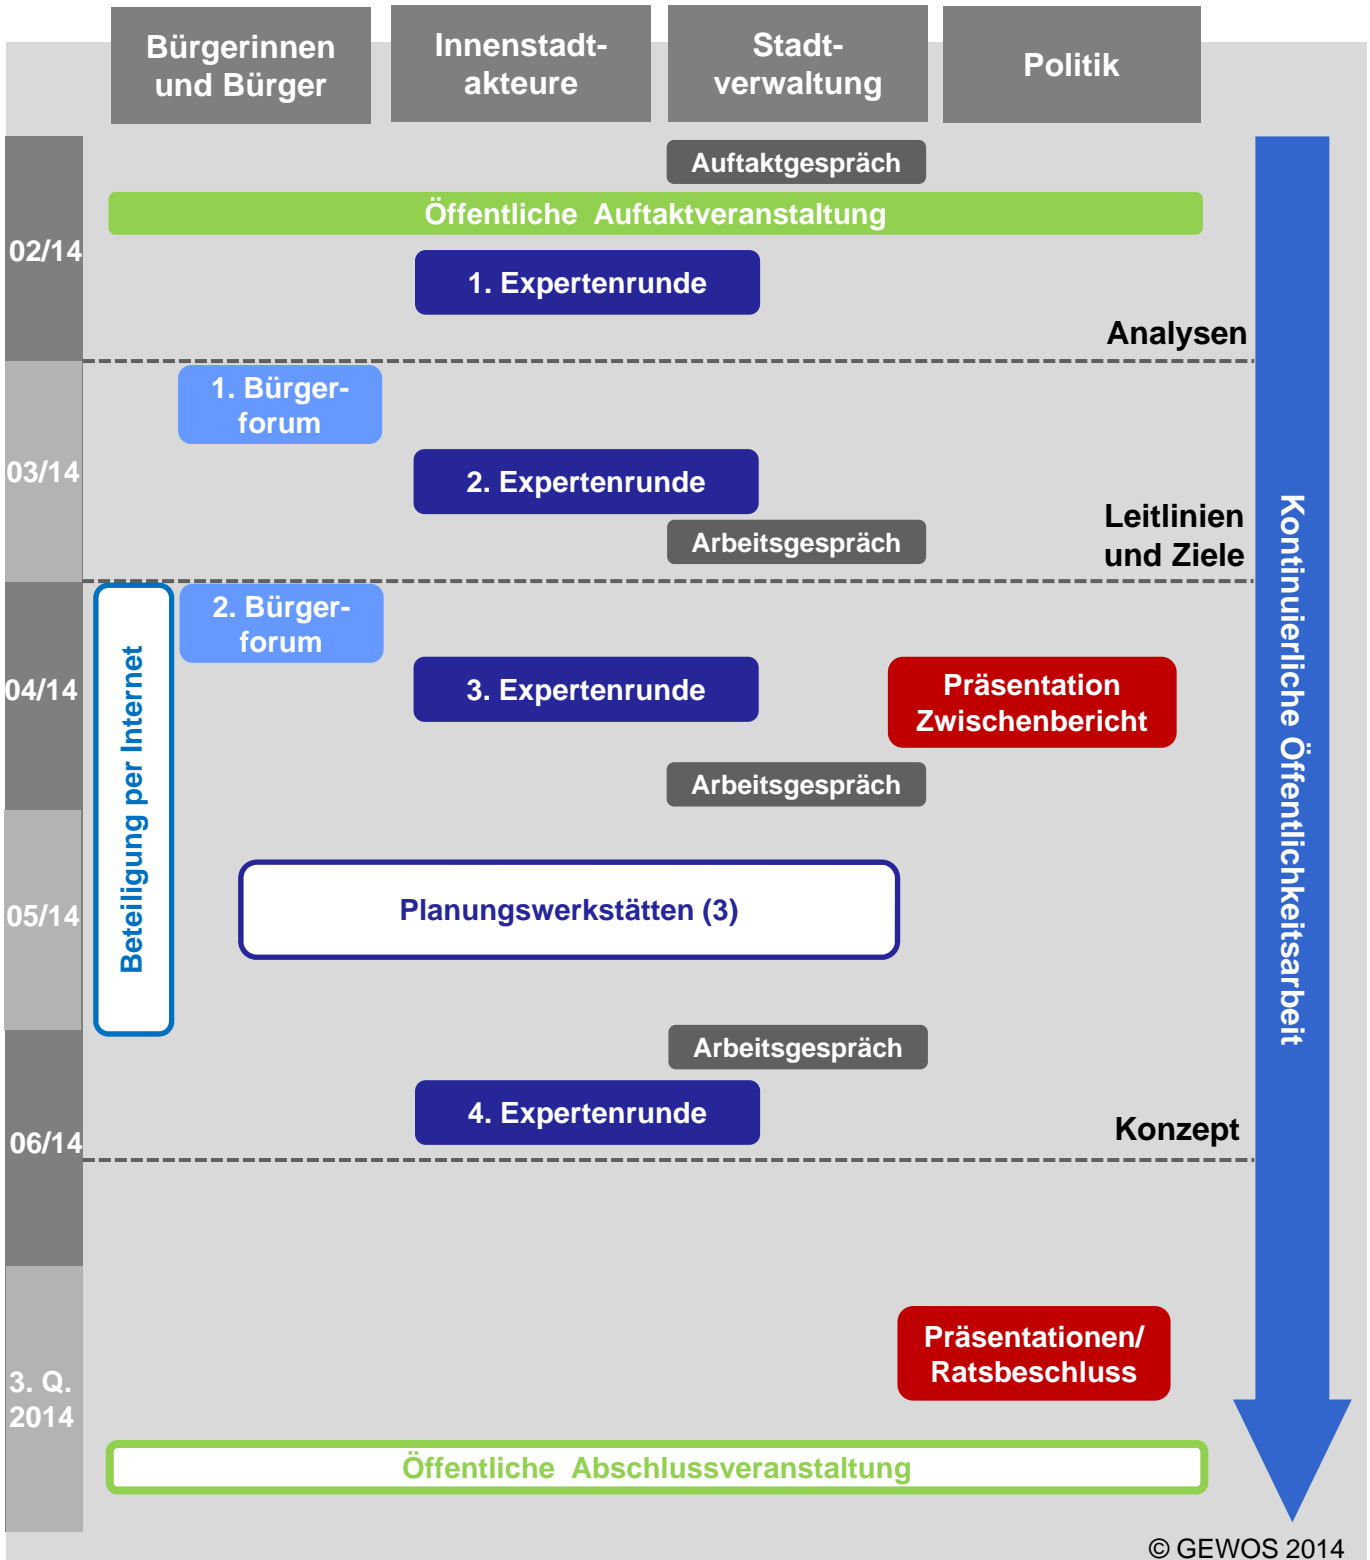 Bürgerinnen
und Bürger
Innenstadt-
akteure
Stadt-
verwaltung
Politik
Auftaktgespräch
Öffentliche Auftaktveranstaltung
02/14
1. Expertenrunde
Analysen
1. Bürger-
forum
03/14
2. Expertenrunde
Leitlinien
und Ziele
Arbeitsgespräch
2. Bürger-
forum
04/14
3. Expertenrunde
Präsentation
Zwischenbericht
Arbeitsgespräch
Beteiligung per Internet
05/14
Planungswerkstätten (3)
Kontinuierliche Öffentlichkeitsarbeit
Arbeitsgespräch
4. Expertenrunde
Konzept
06/14
Präsentationen/
Ratsbeschluss
3. Q.
2014
Öffentliche Abschlussveranstaltung
© GEWOS 2014